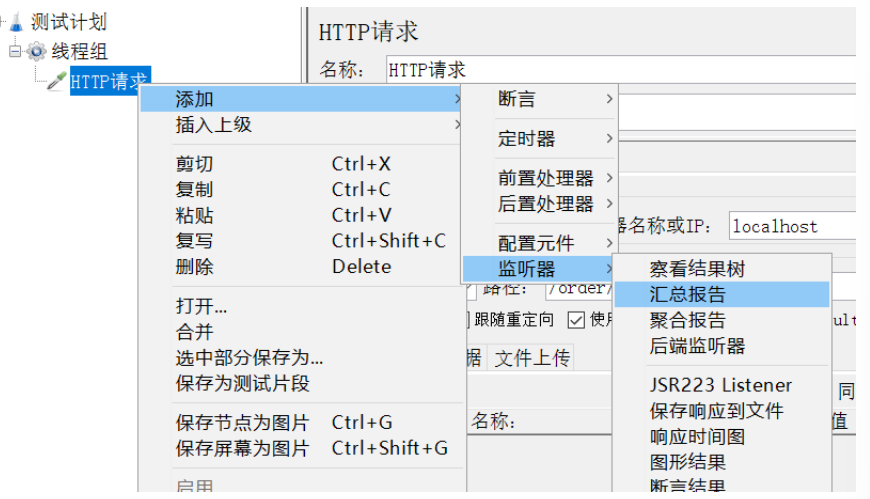 测试计划
线程组
HTTP请求
HTTP请求
名称: HTTP请求
添加
插入上级
剪切 Ctrl+X
复制 Ctrl+C
粘贴 Ctrl+V
复写 Ctrl+Shift+C
删除 Delete
打开...
合并
选中部分保存为...
保存为测试片段
保存节点为图片 Ctrl+G
保存屏幕为图片 Ctrl+Shift+G
启用
断言
定时器
前置处理器
后置处理器
配置元件
监听器
器名称或IP: localhost
路径: /order/
跟随重定向 使用
据 文件上传
同
名称: 值
察看结果树
汇总报告
聚合报告
后端监听器
JSR223 Listener
保存响应到文件
响应时间图
图形结果
断言结果